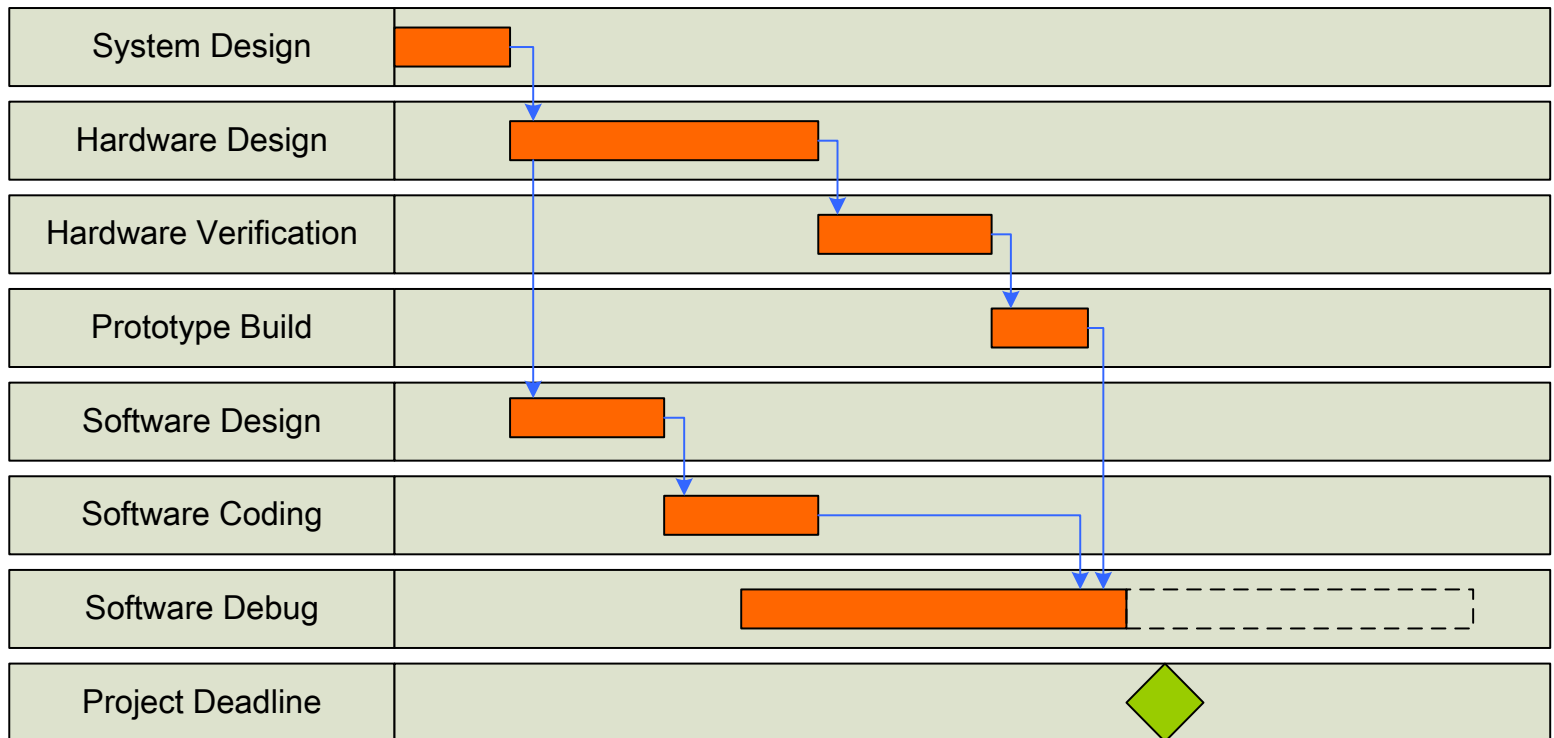 System Design
Hardware Design
Hardware Verification
Prototype Build
Software Design
Software Coding
Software Debug
Project Deadline